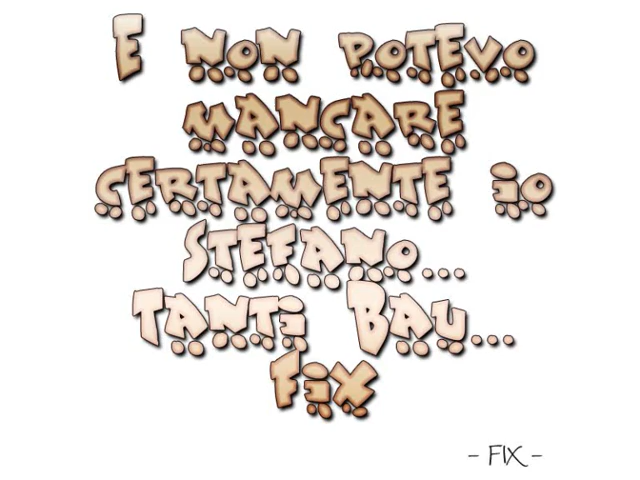 E non potevo
mancare
certamente io
Stefano...
Tanti Bau...
Fix
- FIX -